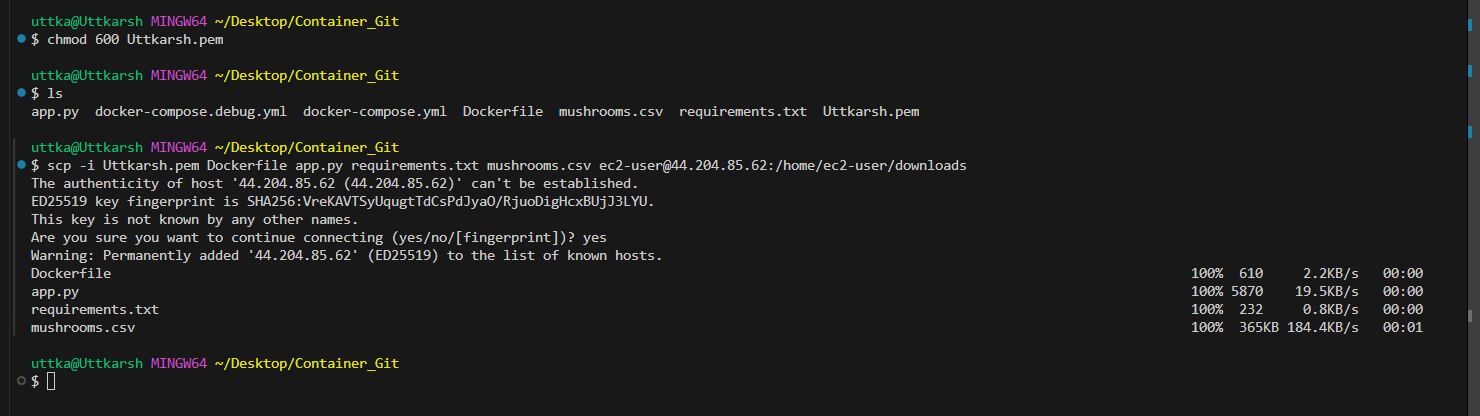 uttka@Uttkarsh MINGW64 ~/Desktop/Container_Git
$ chmod 600 Uttkarsh.pem
uttka@Uttkarsh MINGW64 ~/Desktop/Container_Git
$ ls
app.py  docker-compose.debug.yml  docker-compose.yml  Dockerfile  mushrooms.csv  requirements.txt  Uttkarsh.pem
uttka@Uttkarsh MINGW64 ~/Desktop/Container_Git
$ scp -i Uttkarsh.pem Dockerfile app.py requirements.txt mushrooms.csv ec2-user@44.204.85.62:/home/ec2-user/downloads
The authenticity of host '44.204.85.62 (44.204.85.62)' can't be established.
ED25519 key fingerprint is SHA256:VreKAVTSyUqugtTdCsPdJyaO/RjuoDigHcxBUjJ3LYU.
This key is not known by any other names.
Are you sure you want to continue connecting (yes/no/[fingerprint])? yes
Warning: Permanently added '44.204.85.62' (ED25519) to the list of known hosts.
Dockerfile 100% 610 2.2KB/s 00:00
app.py 100% 5870 19.5KB/s 00:00
requirements.txt 100% 232 0.8KB/s 00:00
mushrooms.csv 100% 365KB 184.4KB/s 00:01
uttka@Uttkarsh MINGW64 ~/Desktop/Container_Git
$